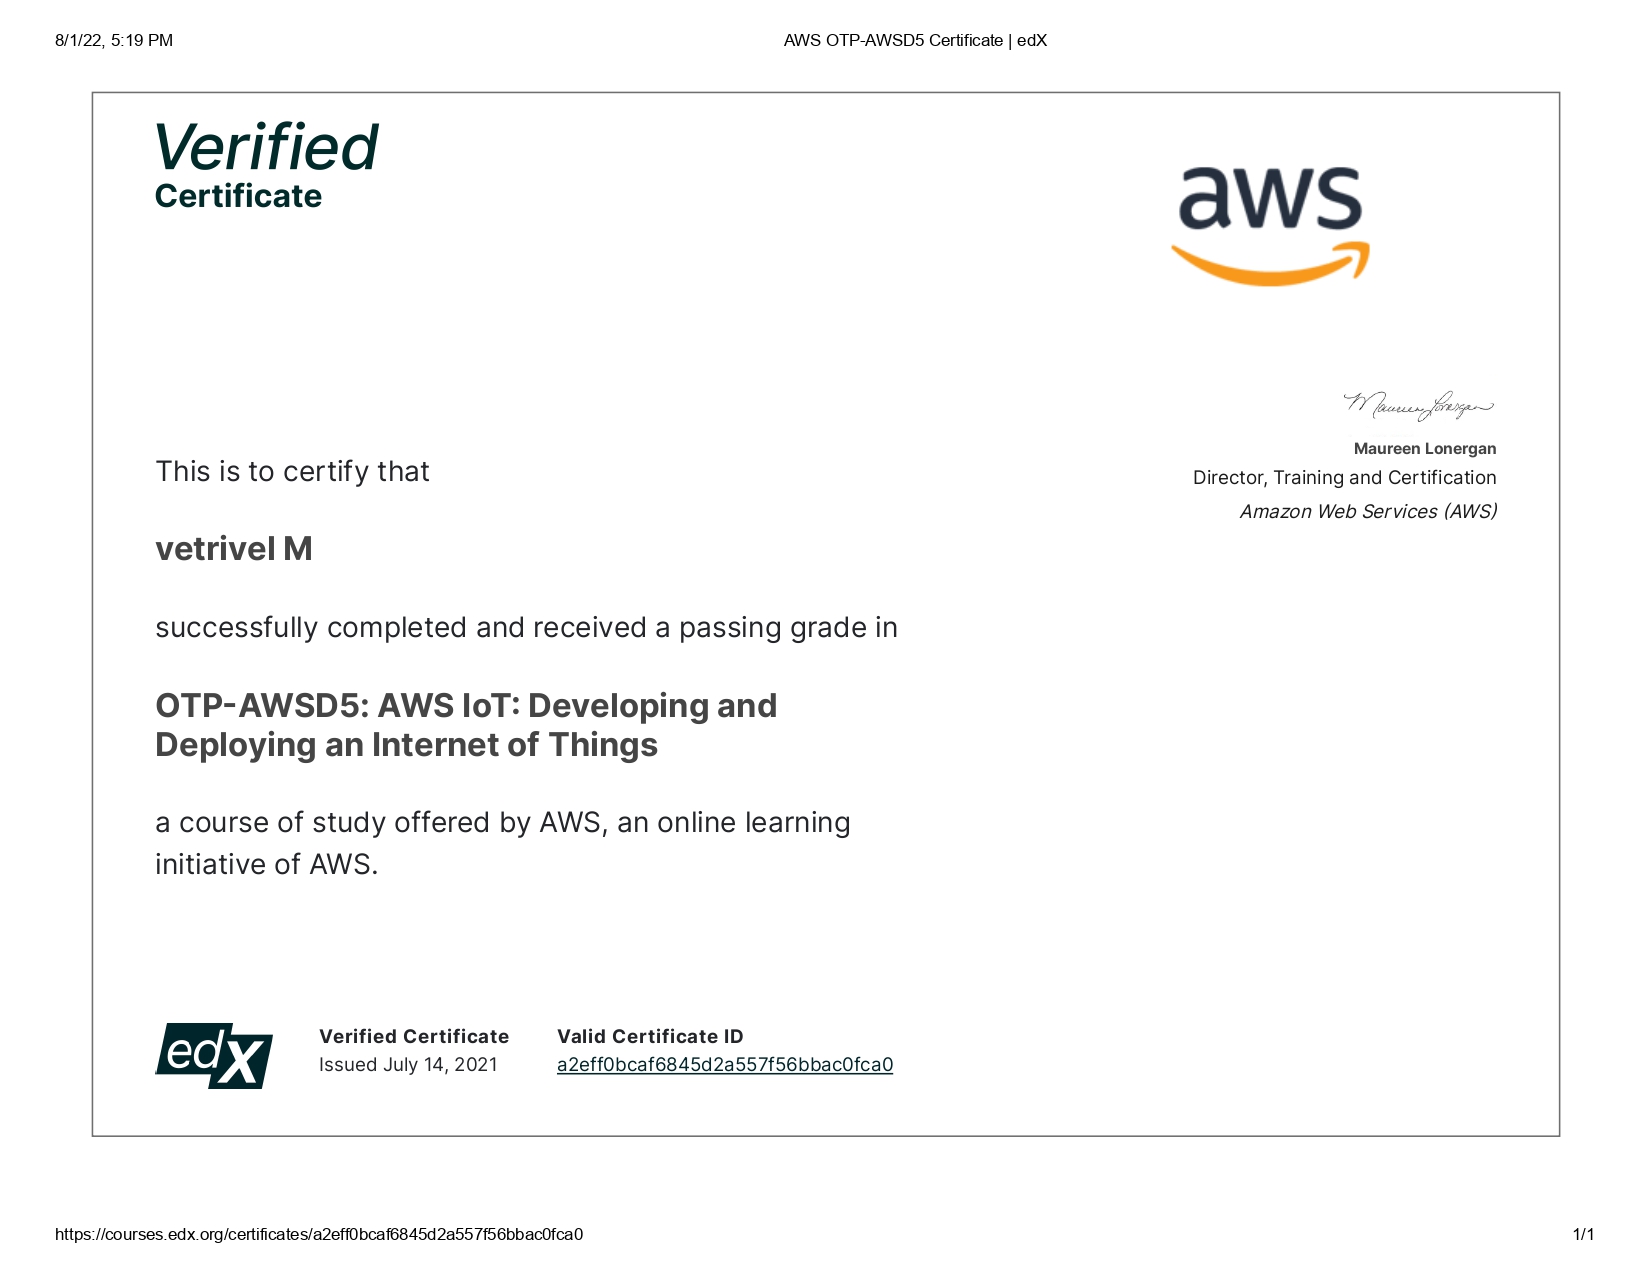 8/1/22, 5:19 PM
AWS OTP-AWSD5 Certificate | edX
Verified
Certificate
aws
Maureen Lonergan
Maureen Lonergan
Director, Training and Certification
Amazon Web Services (AWS)
This is to certify that
vetrivel M
successfully completed and received a passing grade in
OTP-AWSD5: AWS IoT: Developing and
Deploying an Internet of Things
a course of study offered by AWS, an online learning
initiative of AWS.
edX
Verified Certificate
Issued July 14, 2021
Valid Certificate ID
a2eff0bcaf6845d2a557f56bbac0fca0
https://courses.edx.org/certificates/a2eff0bcaf6845d2a557f56bbac0fca0
1/1